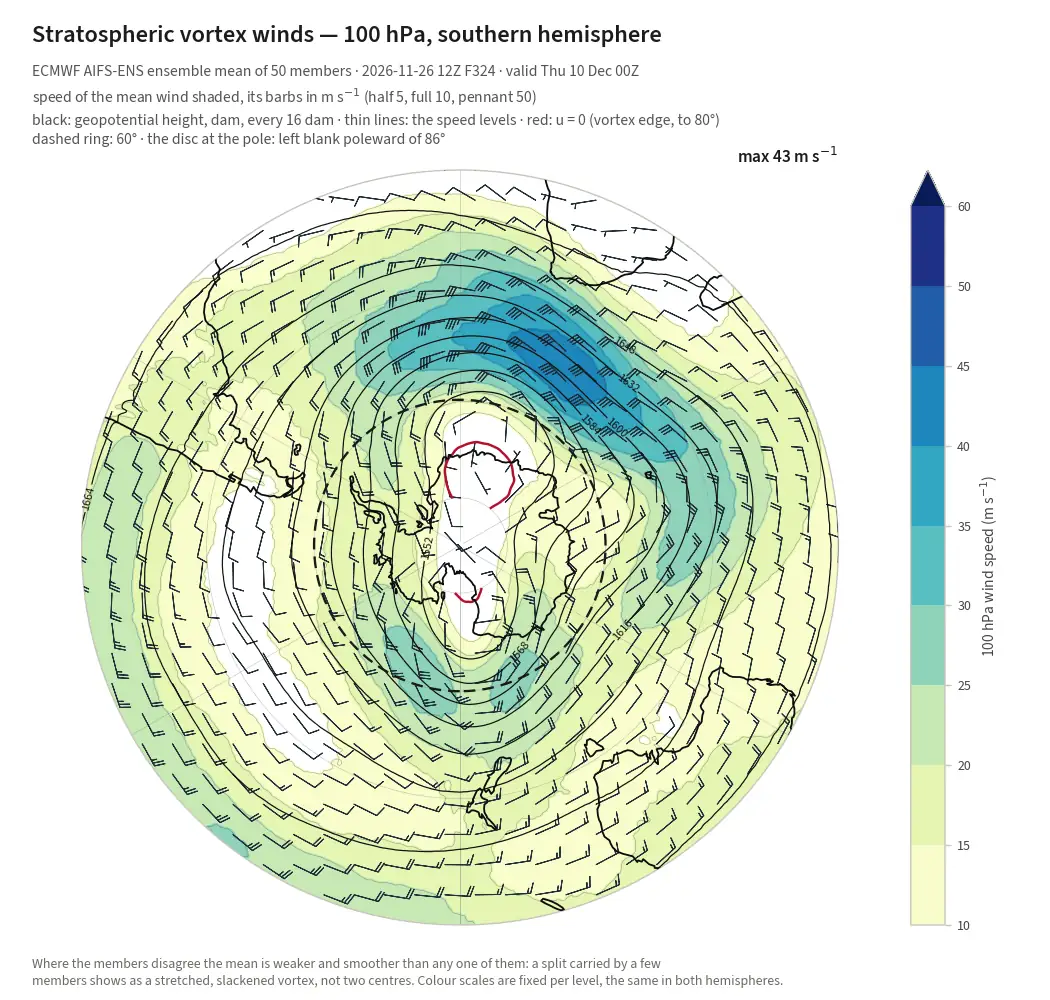 Stratospheric vortex winds — 100 hPa, southern hemisphere
ECMWF AIFS-ENS ensemble mean of 50 members · 2026-11-26 12Z F324 · valid Thu 10 Dec 00Z
speed of the mean wind shaded, its barbs in m s⁻¹ (half 5, full 10, pennant 50)
black: geopotential height, dam, every 16 dam · thin lines: the speed levels · red: u = 0 (vortex edge, to 80°)
dashed ring: 60° · the disc at the pole: left blank poleward of 86°
max 43 m s⁻¹
60
50
45
40
35
30
25
20
15
10
100 hPa wind speed (m s⁻¹)
1648
1632
1600
1584
1664
1552
1616
1568
Where the members disagree the mean is weaker and smoother than any one of them: a split carried by a few
members shows as a stretched, slackened vortex, not two centres. Colour scales are fixed per level, the same in both hemispheres.